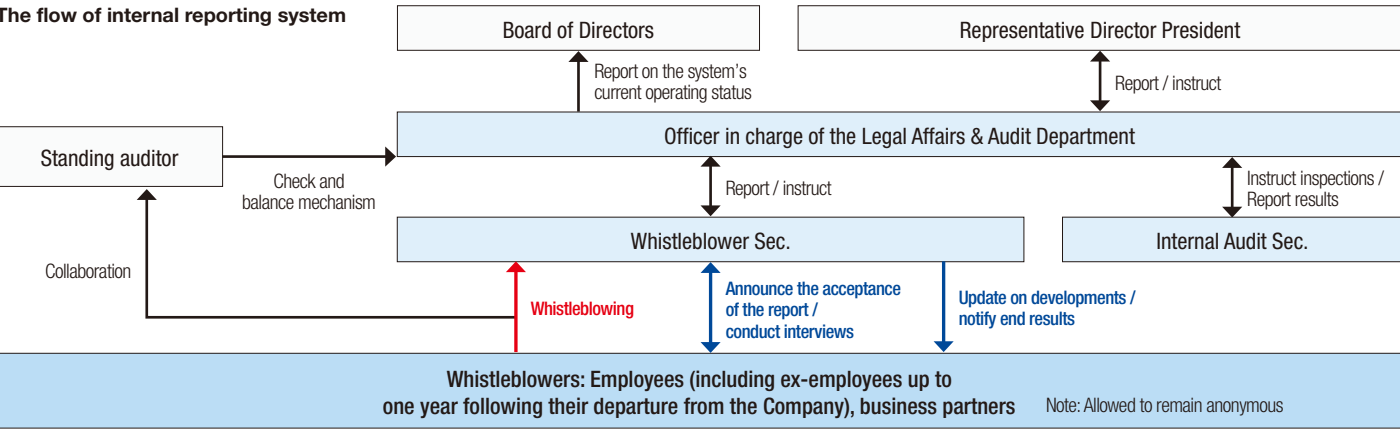 The flow of internal reporting system
Board of Directors
Representative Director President
Report on the system's
current operating status
Report / instruct
Officer in charge of the Legal Affairs & Audit Department
Standing auditor
Check and
balance mechanism
Report / instruct
Instruct inspections /
Report results
Whistleblower Sec.
Internal Audit Sec.
Collaboration
Whistleblowing
Announce the acceptance
of the report /
conduct interviews
Update on developments /
notify end results
Whistleblowers: Employees (including ex-employees up to
one year following their departure from the Company), business partners
Note: Allowed to remain anonymous